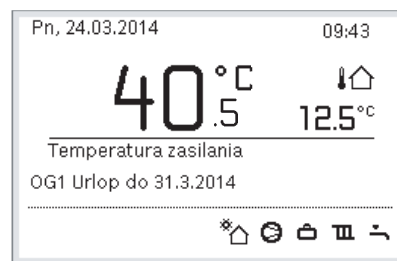 Pn, 24.03.2014 09:43
40.5 °C
12.5°C
Temperatura zasilania
OG1 Urlop do 31.3.2014